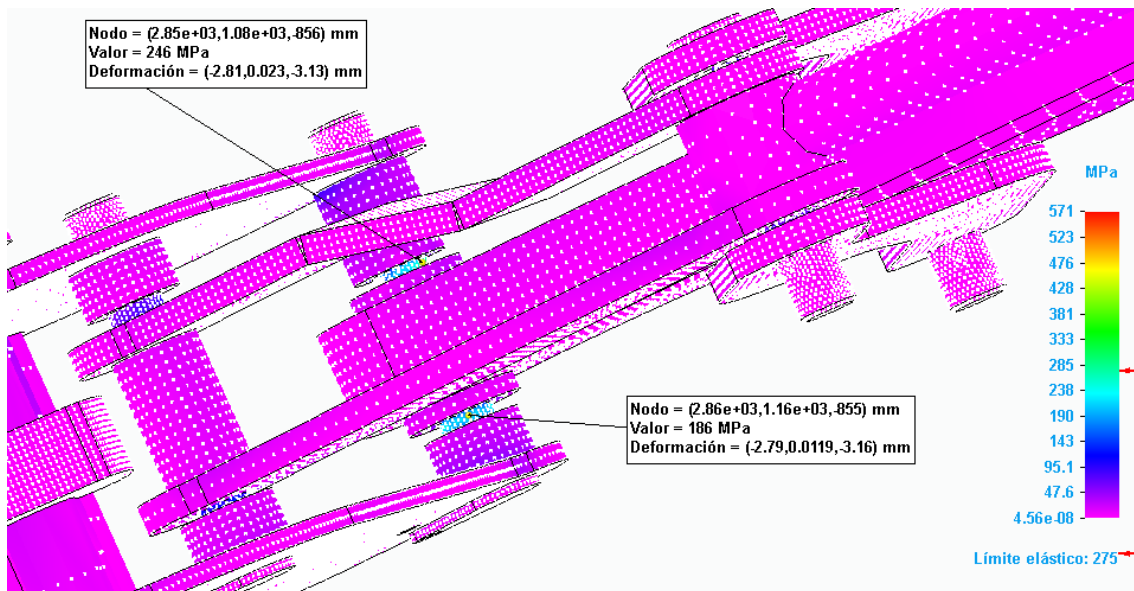 Nodo = (2.85e+03,1.08e+03,-856) mm
Valor = 246 MPa
Deformación = (-2.81,0.023,-3.13) mm
MPa
571
523
476
428
381
333
285
238
190
143
95.1
47.6
4.56e-08
Nodo = (2.86e+03,1.16e+03,-855) mm
Valor = 186 MPa
Deformación = (-2.79,0.0119,-3.16) mm
Límite elástico: 275